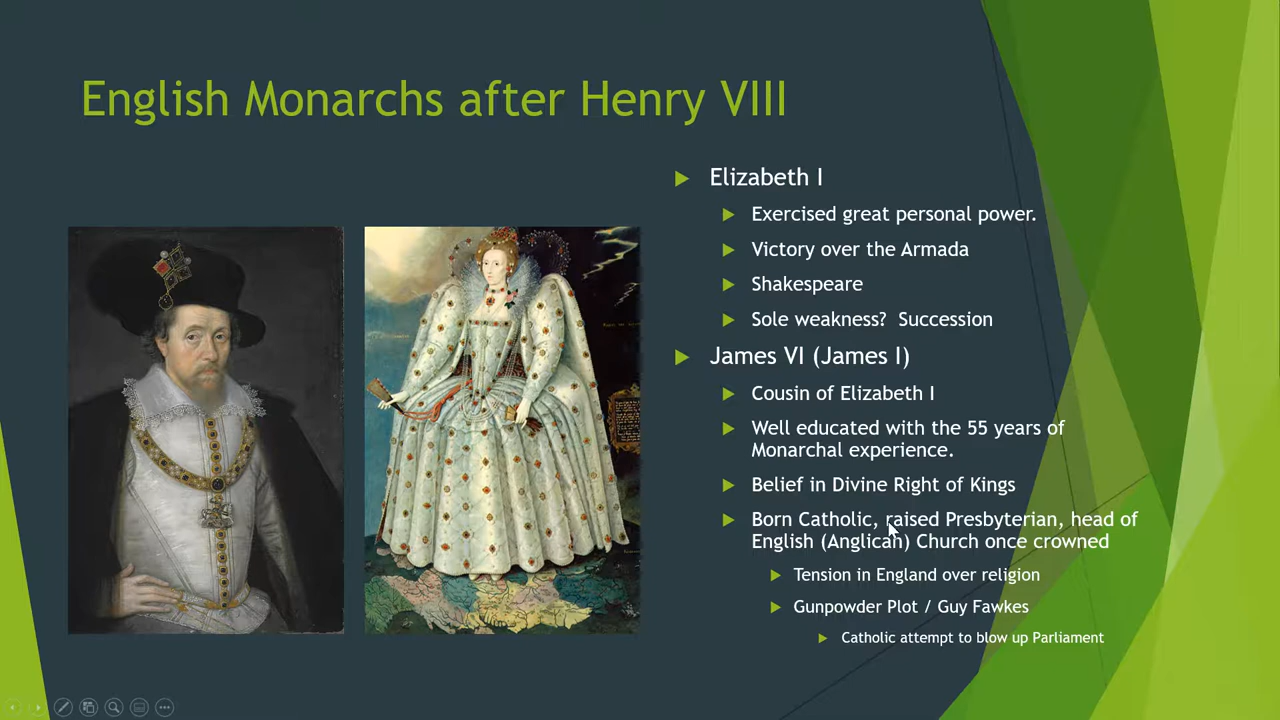 English Monarchs after Henry VIII
Elizabeth I
Exercised great personal power.
Victory over the Armada
Shakespeare
Sole weakness?  Succession
James VI (James I)
Cousin of Elizabeth I
Well educated with the 55 years of
Monarchal experience.
Belief in Divine Right of Kings
Born Catholic, raised Presbyterian, head of
English (Anglican) Church once crowned
Tension in England over religion
Gunpowder Plot / Guy Fawkes
Catholic attempt to blow up Parliament